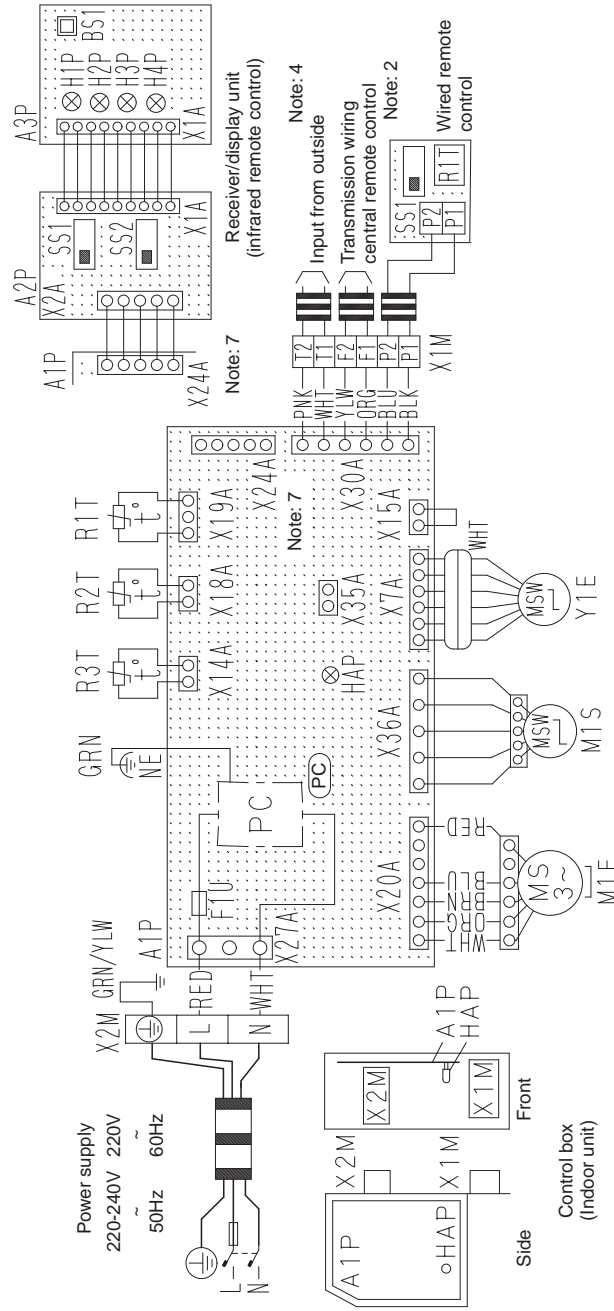 Power supply
220-240V 220V
~ ~
50Hz 60Hz
L
N
X2M
GRN/YLW
L
N
RED
WHT
A1P
X27A
F1U
PC
PC
GRN
NE
R3T
t°
X14A
R2T
t°
X18A
R1T
t°
X19A
HAP
X35A
Note: 7
X24A
X30A
X15A
X7A
X36A
X20A
WHT
ORG
BRN
BLU
RED
MS
3~
M1F
MSW
M1S
WHT
MSW
Y1E
PNK
WHT
YLW
ORG
BLU
BLK
T2
T1
F2
F1
P2
P1
X1M
Note: 4
Input from outside
Transmission wiring
central remote control
Note: 2
SS1
P2
P1
R1T
Wired remote
control
A1P
X24A
Note: 7
A2P
X2A
SS1
SS2
X1A
A3P
BS1
H1P
H2P
H3P
H4P
X1A
Receiver/display unit
(infrared remote control)
A1P
HAP
X2M
X1M
Side
X2M
X1M
A1P
HAP
Front
Control box
(Indoor unit)